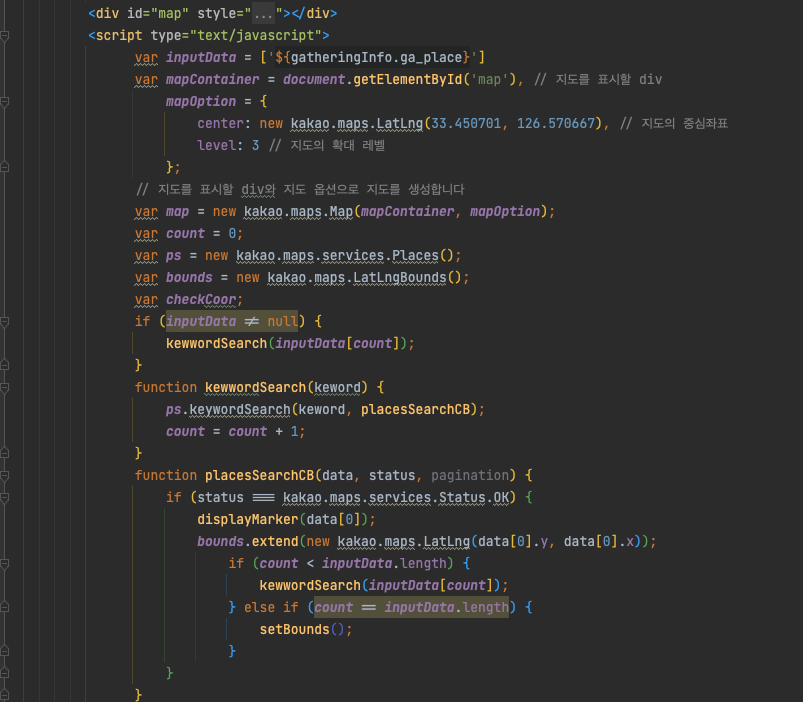 <div id="map" style="..."></div>
<script type="text/javascript">
var inputData = ['${gatheringInfo.ga_place}']
var mapContainer = document.getElementById('map'), // 지도를 표시할 div
mapOption = {
center: new kakao.maps.LatLng(33.450701, 126.570667), // 지도의 중심좌표
level: 3 // 지도의 확대 레벨
};
// 지도를 표시할 div와 지도 옵션으로 지도를 생성합니다
var map = new kakao.maps.Map(mapContainer, mapOption);
var count = 0;
var ps = new kakao.maps.services.Places();
var bounds = new kakao.maps.LatLngBounds();
var checkCoor;
if (inputData != null) {
kewwordSearch(inputData[count]);
}
function kewwordSearch(keword) {
ps.keywordSearch(keword, placesSearchCB);
count = count + 1;
}
function placesSearchCB(data, status, pagination) {
if (status === kakao.maps.services.Status.OK) {
displayMarker(data[0]);
bounds.extend(new kakao.maps.LatLng(data[0].y, data[0].x));
if (count < inputData.length) {
kewwordSearch(inputData[count]);
} else if (count == inputData.length) {
setBounds();
}
}
}